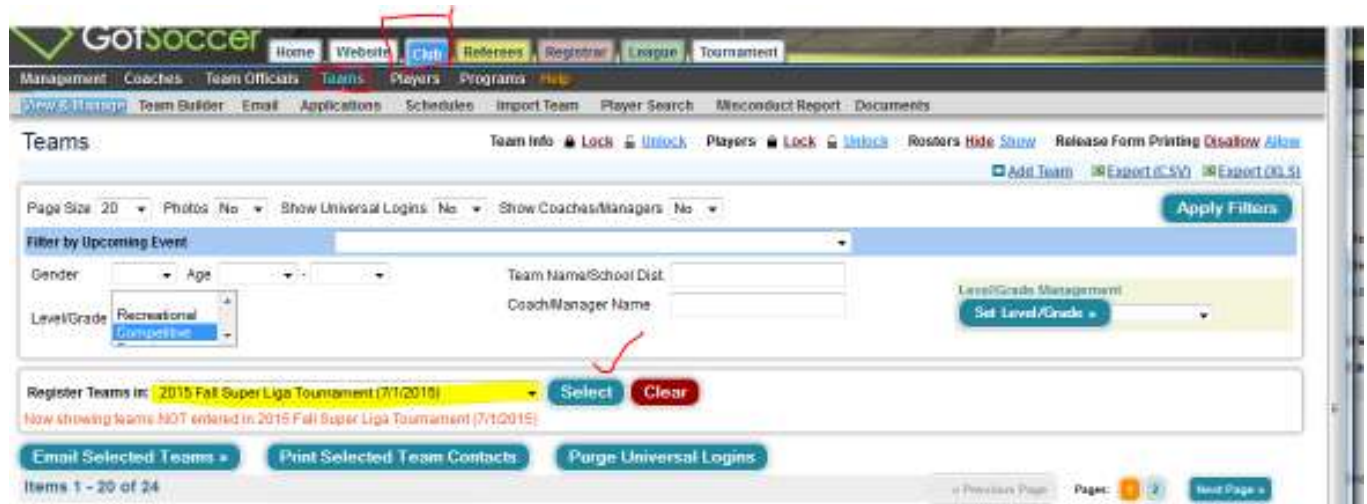 GotSoccer Home Website Club Referees Registrar League Tournament
Management Coaches Team Officials Teams Players Programs Help
View & Manage Team Builder Email Applications Schedules Import Team Player Search Misconduct Report Documents
Teams Team Info Lock Unlock Players Lock Unlock Rosters Hide Show Release Form Printing Disallow Allow
Add Team Export (CSV) Export (XLS)
Page Size 20 Photos No Show Universal Logins No Show Coaches/Managers No Apply Filters
Filter by Upcoming Event
Gender Age - Team Name/School Dist.
Level/Grade Management
Coach/Manager Name
Level/Grade Recreational Set Level/Grade »
Competitive
Register Teams in: 2015 Fall Super Liga Tournament (7/1/2015) Select Clear
Now showing teams NOT entered in 2015 Fall Super Liga Tournament (7/1/2015)
Email Selected Teams » Print Selected Team Contacts Purge Universal Logins
Items 1 - 20 of 24 « Previous Page Pages: 1 2 Next Page »